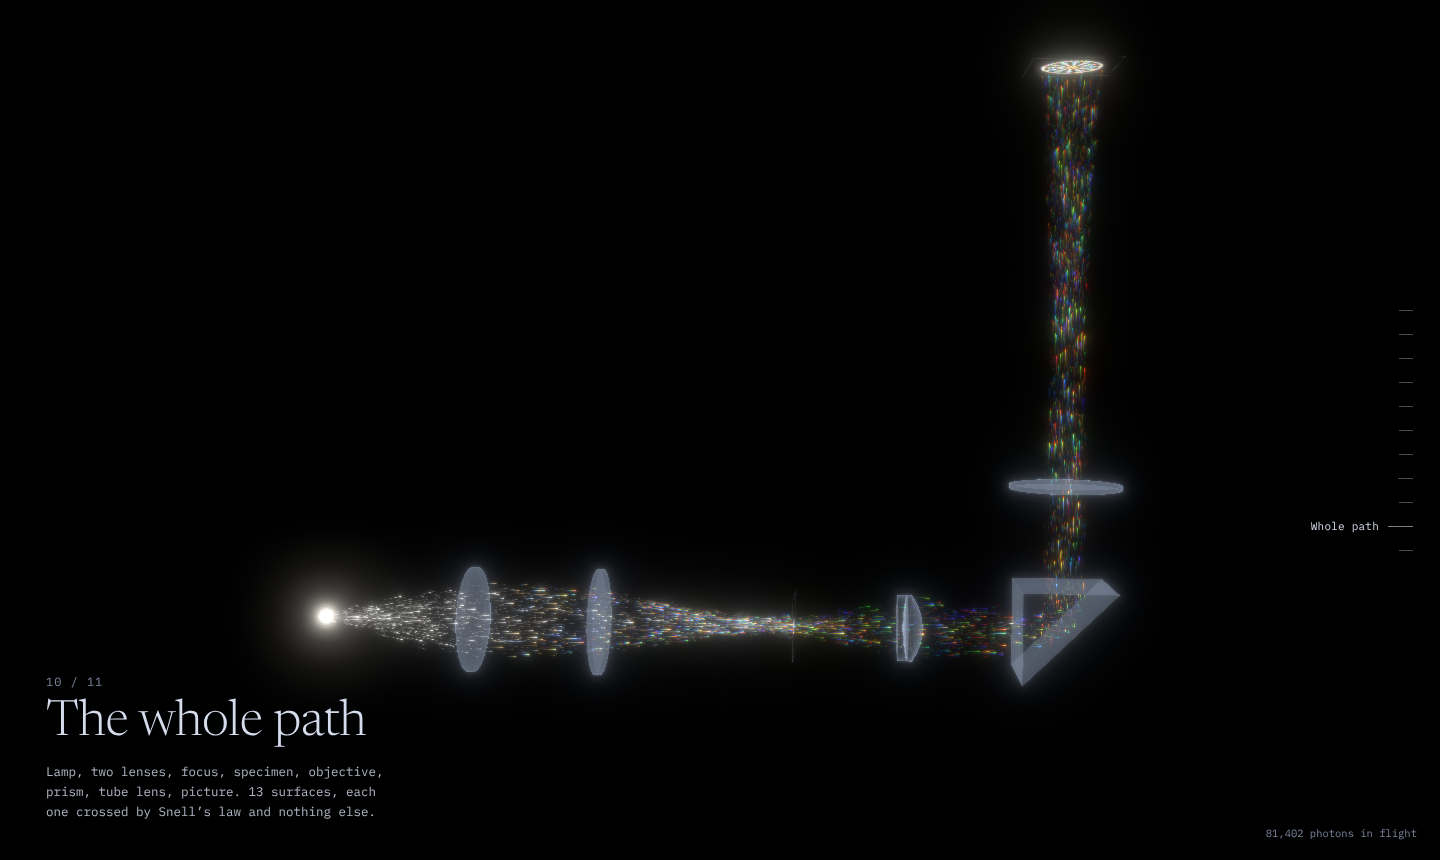 Whole path
10 / 11
The whole path
Lamp, two lenses, focus, specimen, objective,
prism, tube lens, picture. 13 surfaces, each
one crossed by Snell’s law and nothing else.
81,402 photons in flight